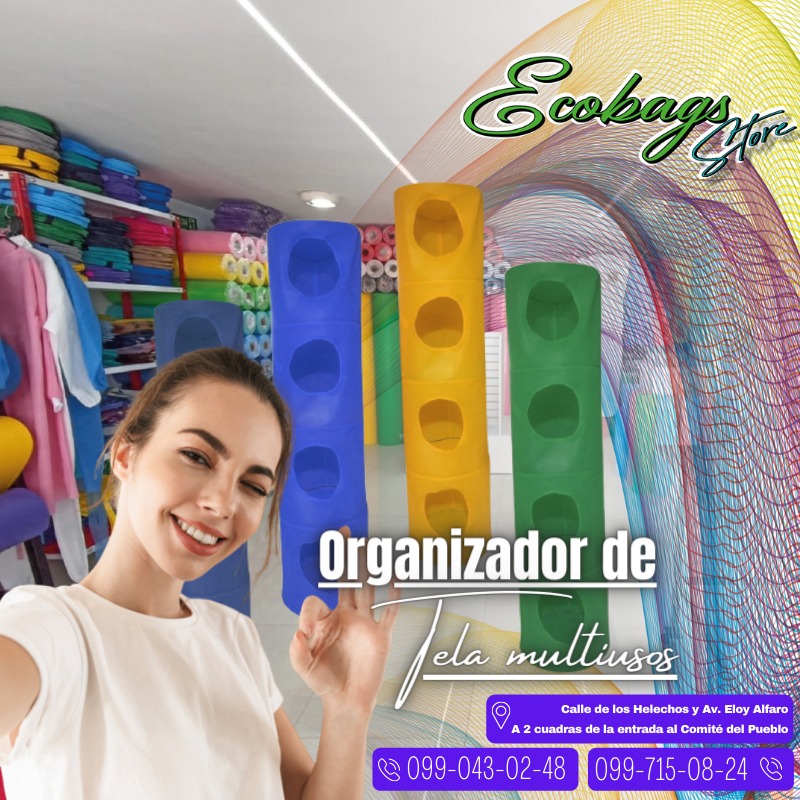 Ecobags
Store
Organizador de
Tela multiusos
Calle de los Helechos y Av. Eloy Alfaro
A 2 cuadras de la entrada al Comité del Pueblo
099-043-02-48
099-715-08-24